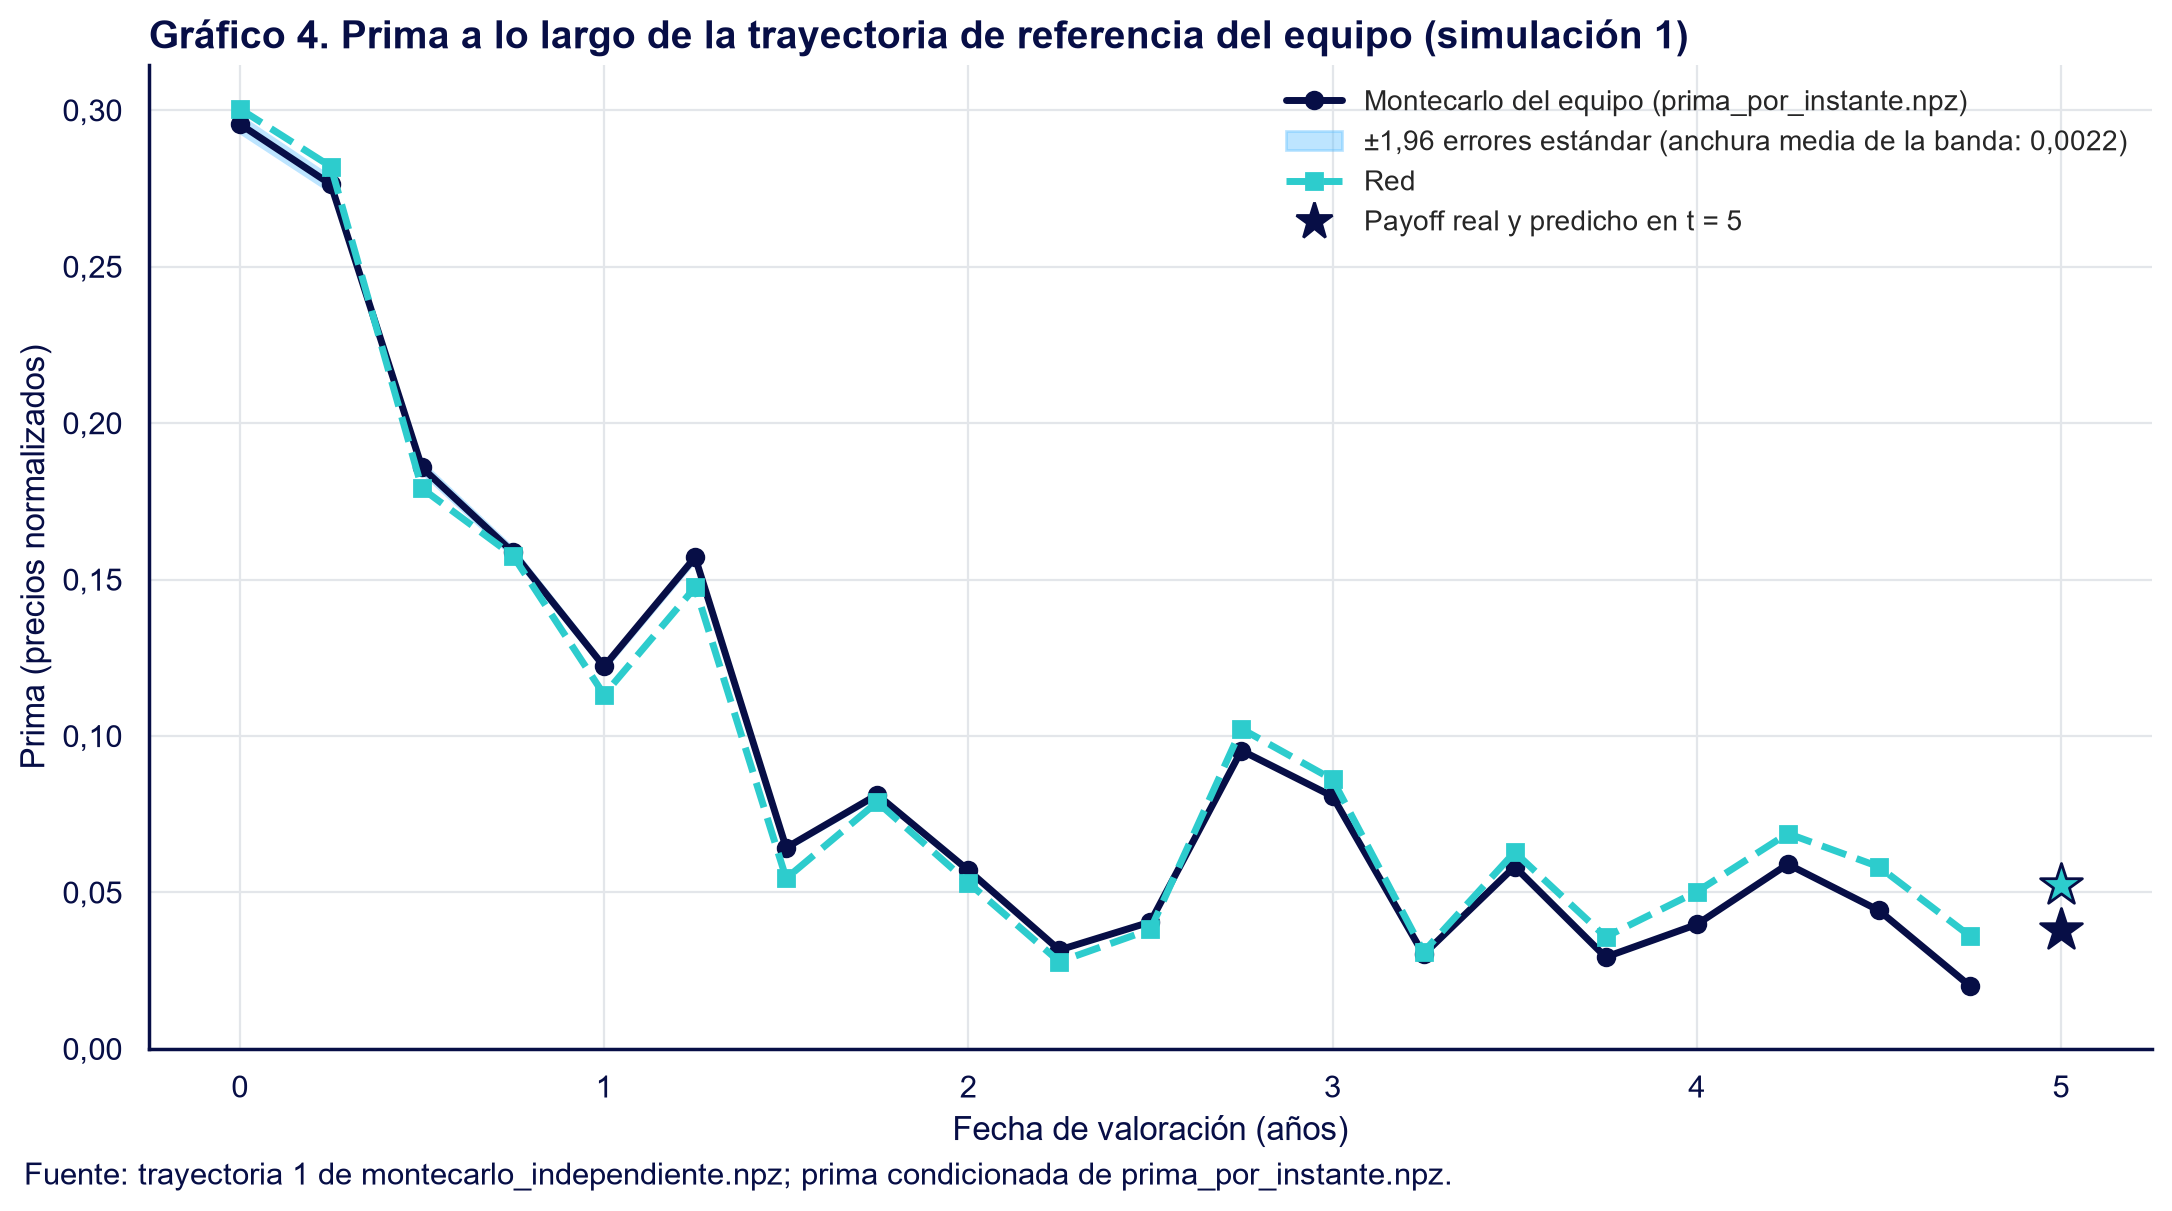 Gráfico 4. Prima a lo largo de la trayectoria de referencia del equipo (simulación 1)
Montecarlo del equipo (prima_por_instante.npz)
±1,96 errores estándar (anchura media de la banda: 0,0022)
Red
Payoff real y predicho en t = 5
Prima (precios normalizados)
0,30
0,25
0,20
0,15
0,10
0,05
0,00
0 1 2 3 4 5
Fecha de valoración (años)
Fuente: trayectoria 1 de montecarlo_independiente.npz; prima condicionada de prima_por_instante.npz.